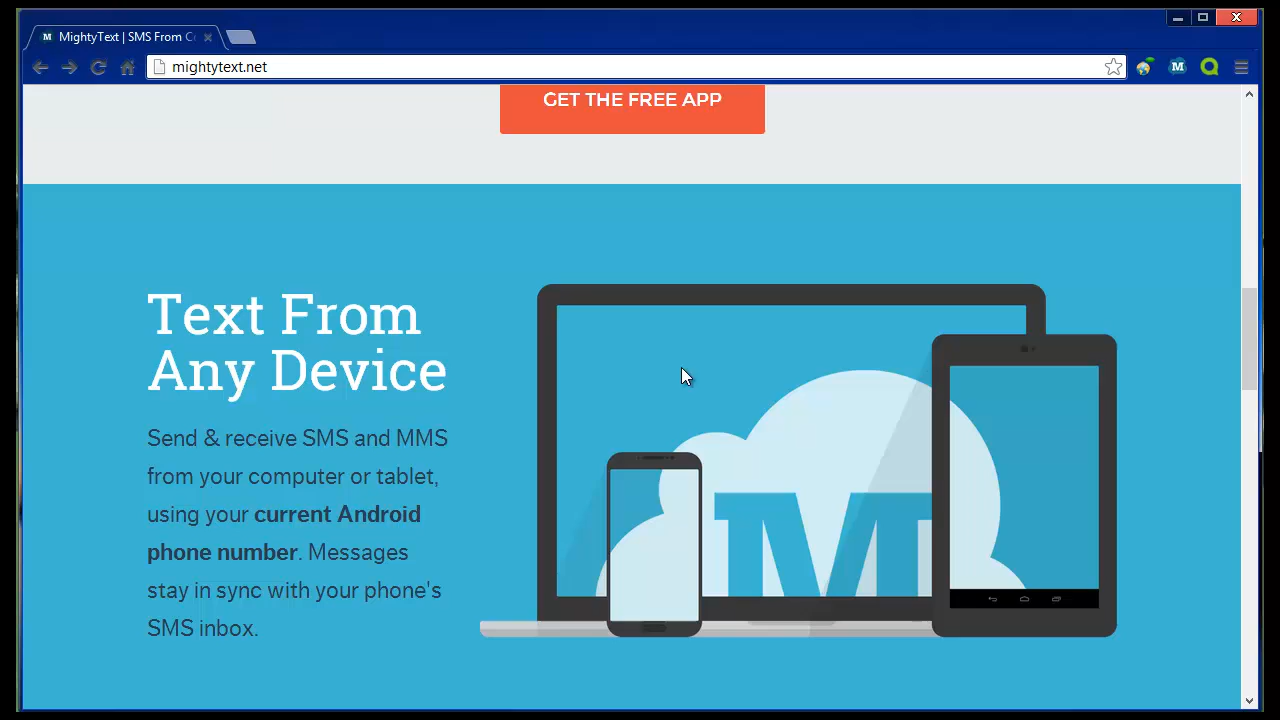 MightyText | SMS From C
mightytext.net
M
GET THE FREE APP
Text From
Any Device
Send & receive SMS and MMS
from your computer or tablet,
using your current Android
phone number. Messages
stay in sync with your phone's
SMS inbox.
M